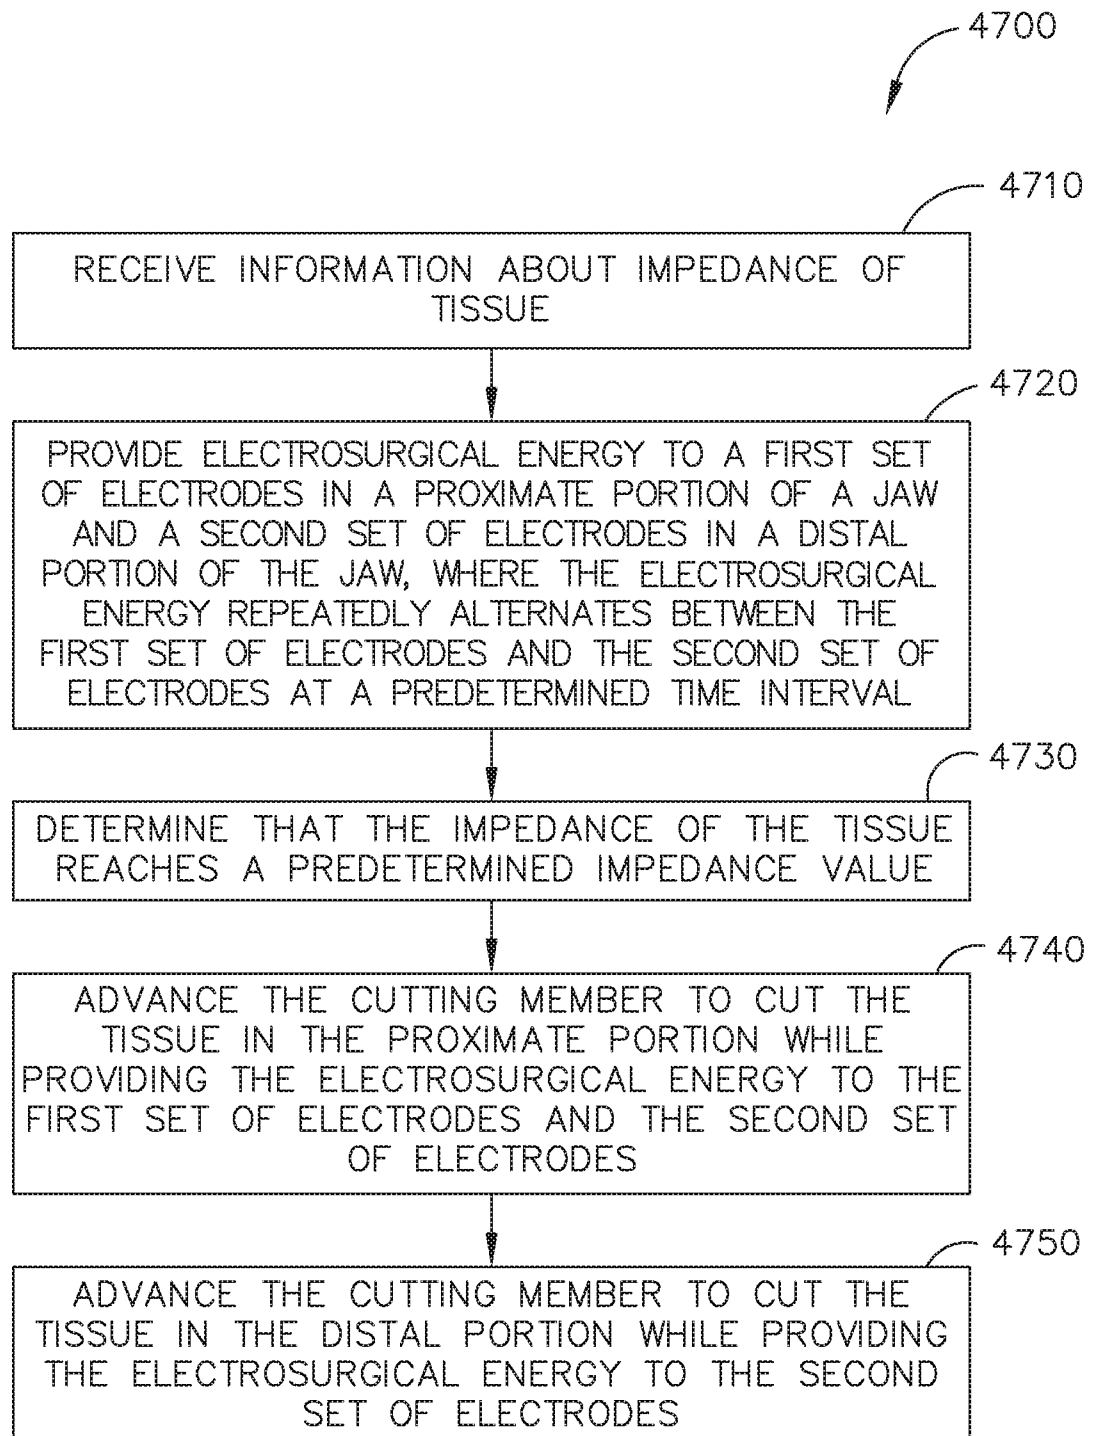 4700
4710
RECEIVE INFORMATION ABOUT IMPEDANCE OF
TISSUE
4720
PROVIDE ELECTROSURGICAL ENERGY TO A FIRST SET
OF ELECTRODES IN A PROXIMATE PORTION OF A JAW
AND A SECOND SET OF ELECTRODES IN A DISTAL
PORTION OF THE JAW, WHERE THE ELECTROSURGICAL
ENERGY REPEATEDLY ALTERNATES BETWEEN THE
FIRST SET OF ELECTRODES AND THE SECOND SET OF
ELECTRODES AT A PREDETERMINED TIME INTERVAL
4730
DETERMINE THAT THE IMPEDANCE OF THE TISSUE
REACHES A PREDETERMINED IMPEDANCE VALUE
4740
ADVANCE THE CUTTING MEMBER TO CUT THE
TISSUE IN THE PROXIMATE PORTION WHILE
PROVIDING THE ELECTROSURGICAL ENERGY TO THE
FIRST SET OF ELECTRODES AND THE SECOND SET
OF ELECTRODES
4750
ADVANCE THE CUTTING MEMBER TO CUT THE
TISSUE IN THE DISTAL PORTION WHILE PROVIDING
THE ELECTROSURGICAL ENERGY TO THE SECOND
SET OF ELECTRODES